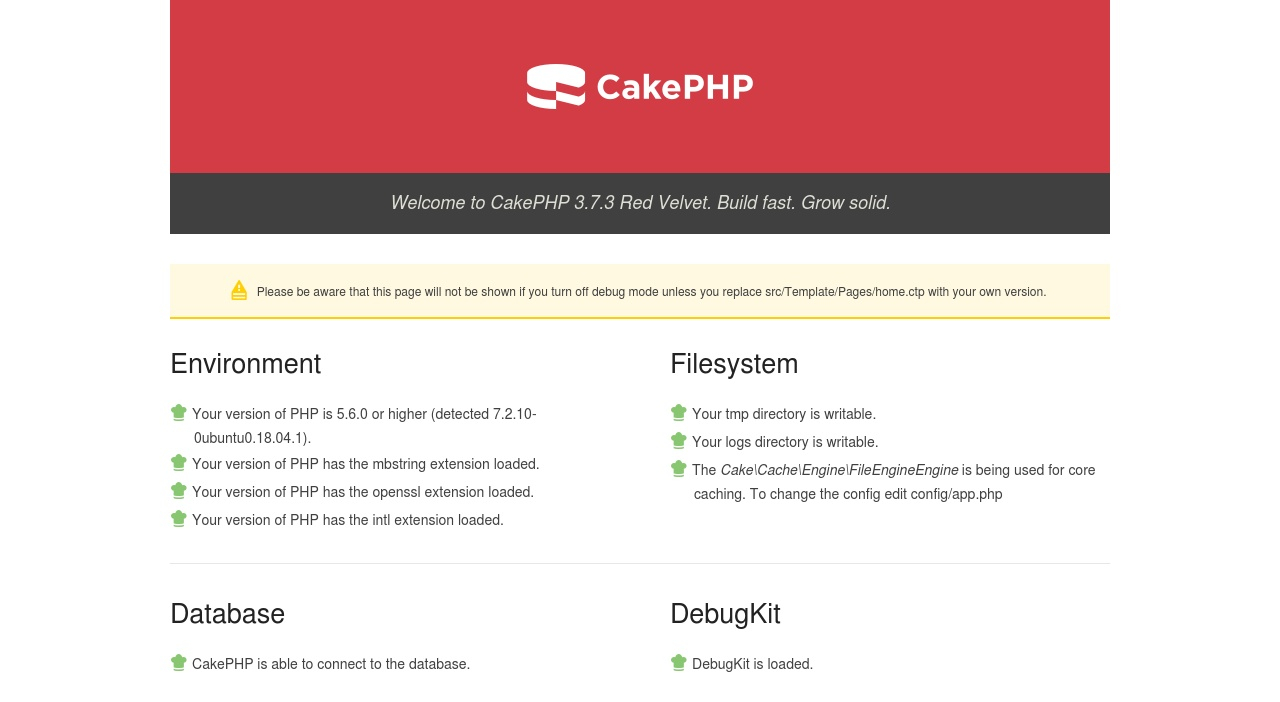 CakePHP
Welcome to CakePHP 3.7.3 Red Velvet. Build fast. Grow solid.
Please be aware that this page will not be shown if you turn off debug mode unless you replace src/Template/Pages/home.ctp with your own version.
Environment
Your version of PHP is 5.6.0 or higher (detected 7.2.10-
0ubuntu0.18.04.1).
Your version of PHP has the mbstring extension loaded.
Your version of PHP has the openssl extension loaded.
Your version of PHP has the intl extension loaded.
Filesystem
Your tmp directory is writable.
Your logs directory is writable.
The Cake\Cache\Engine\FileEngineEngine is being used for core
caching. To change the config edit config/app.php
Database
CakePHP is able to connect to the database.
DebugKit
DebugKit is loaded.